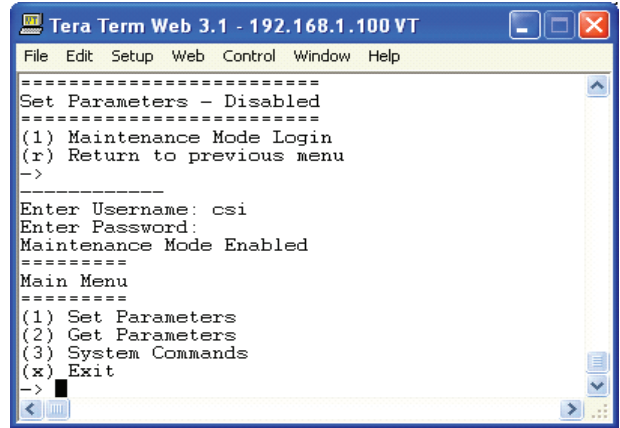 Tera Term Web 3.1 - 192.168.1.100 VT
File Edit Setup Web Control Window Help
=========================
Set Parameters - Disabled
=========================
(1) Maintenance Mode Login
(r) Return to previous menu
->
------------
Enter Username: csi
Enter Password:
Maintenance Mode Enabled
=========
Main Menu
=========
(1) Set Parameters
(2) Get Parameters
(3) System Commands
(x) Exit
->